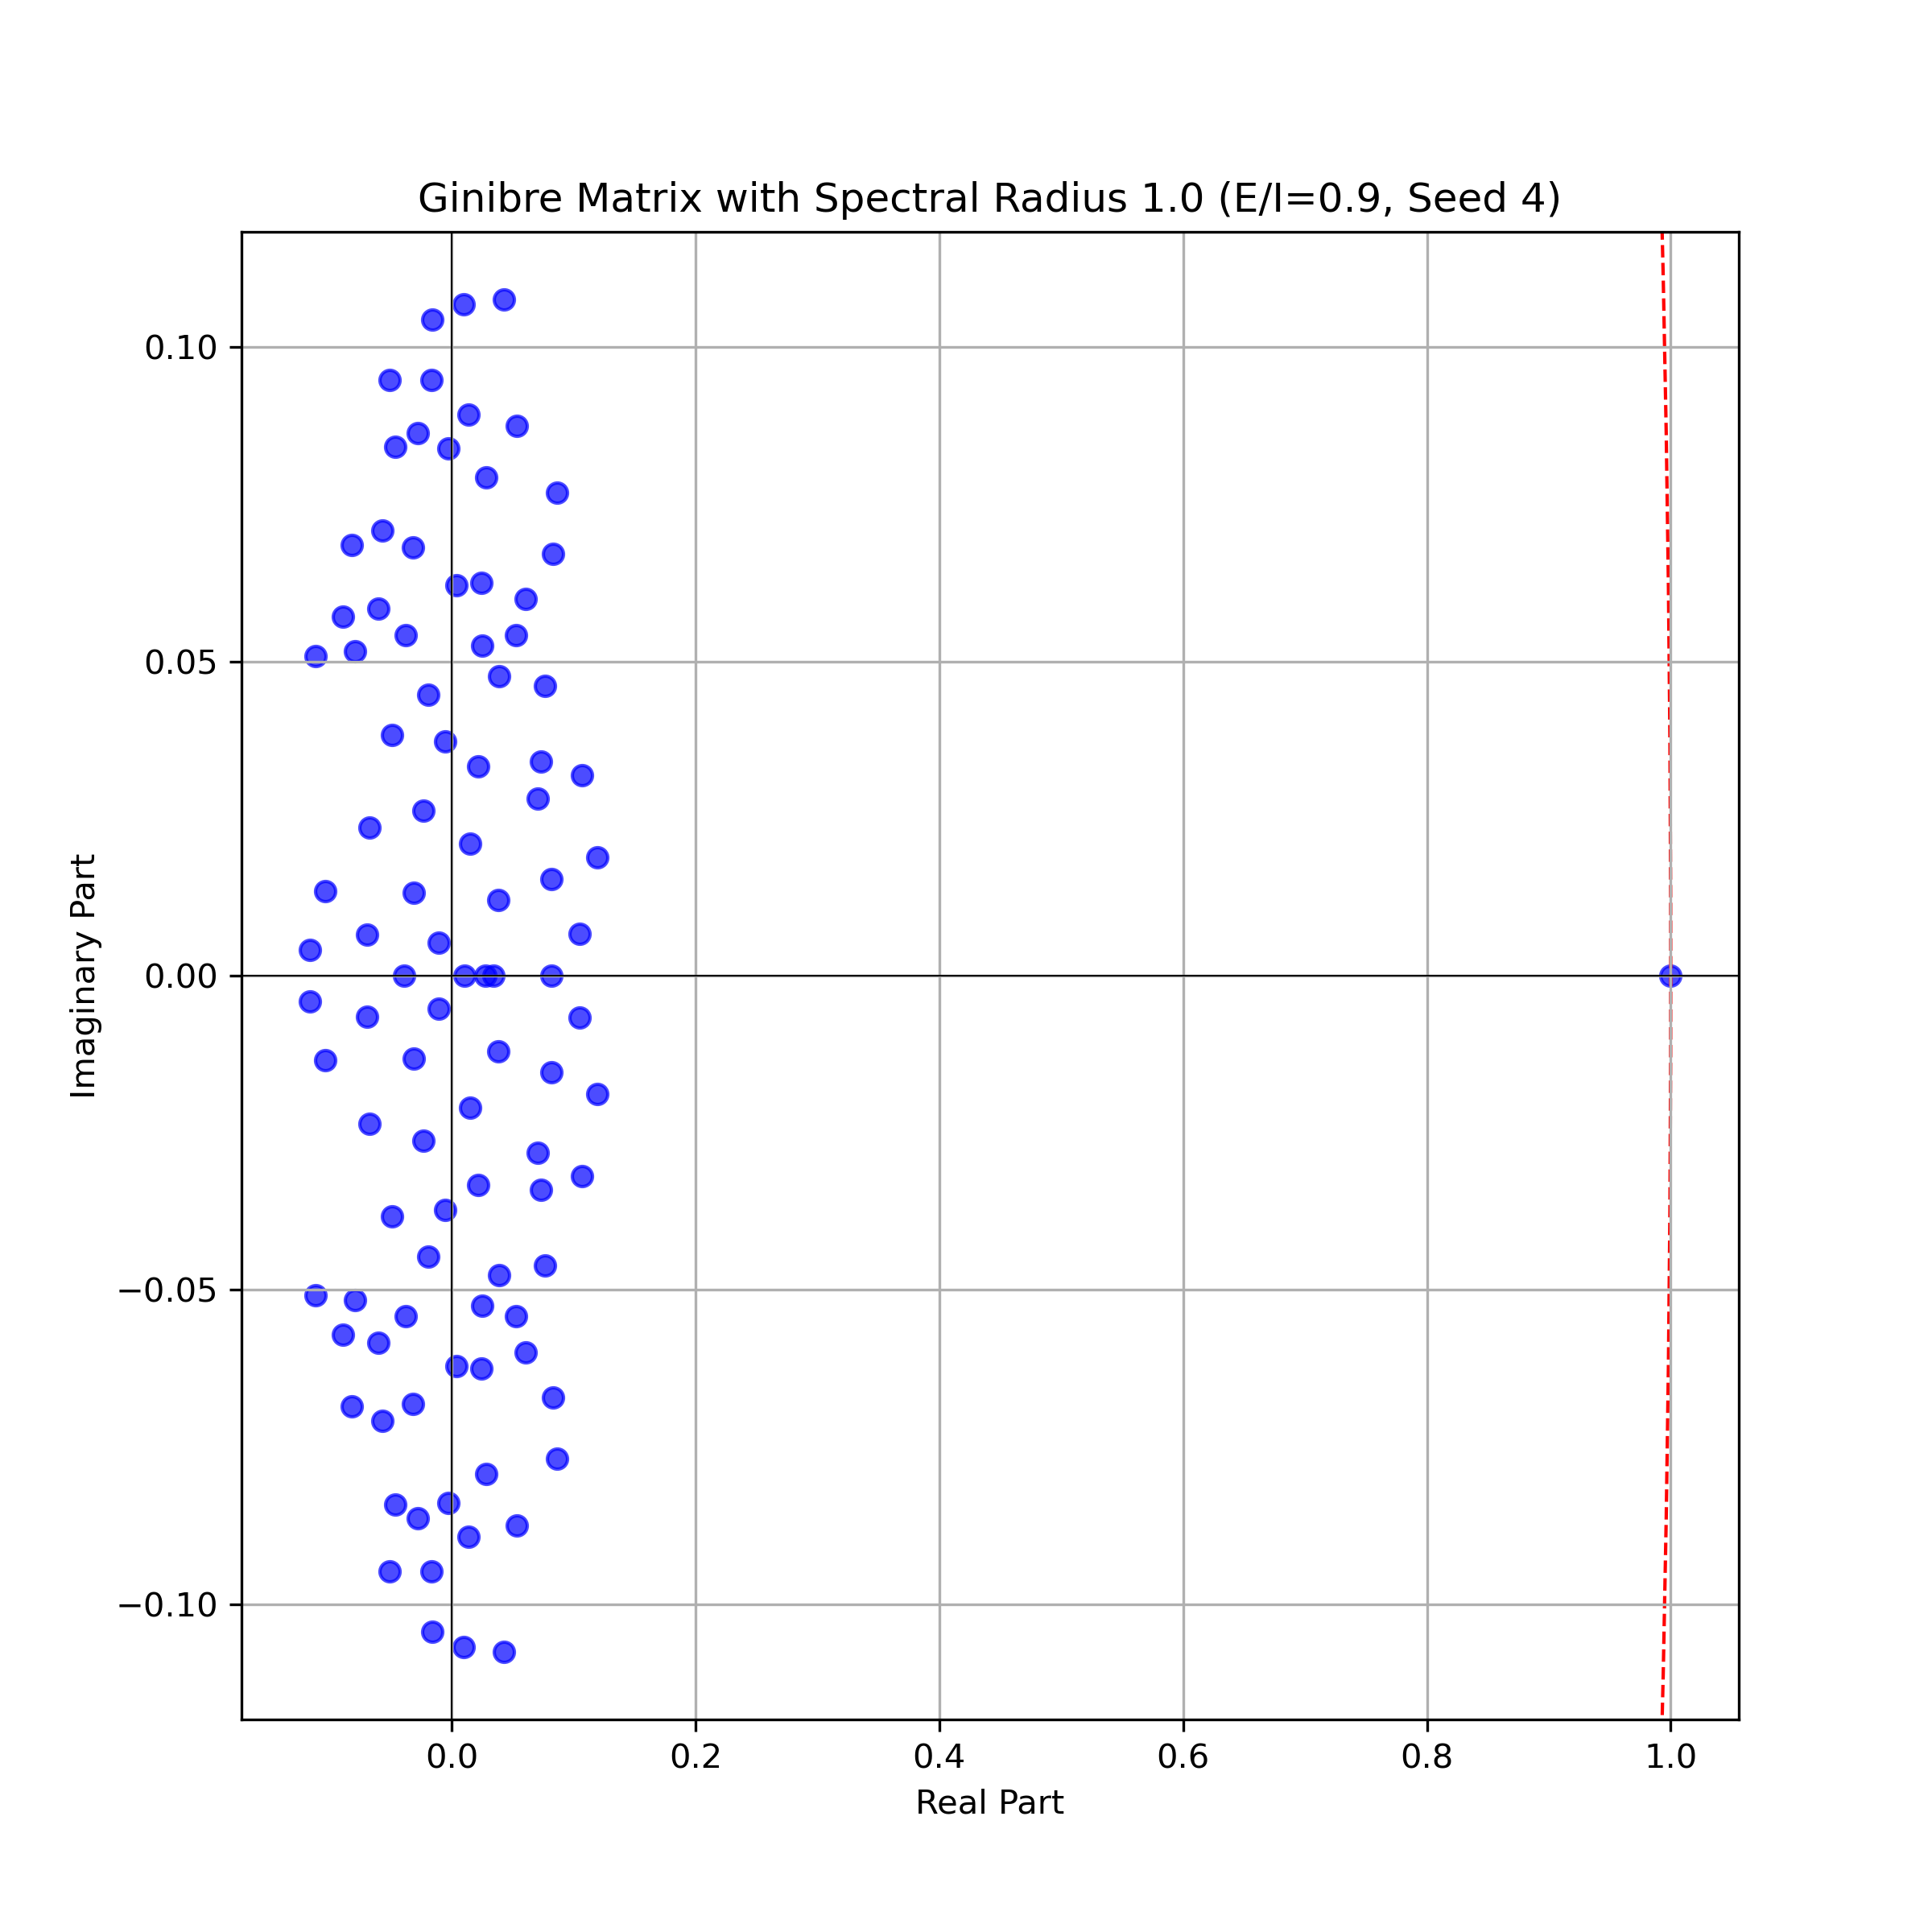 Ginibre Matrix with Spectral Radius 1.0 (E/I=0.9, Seed 4)
0.10
0.05
0.00
−0.05
−0.10
Imaginary Part
0.0 0.2 0.4 0.6 0.8 1.0
Real Part